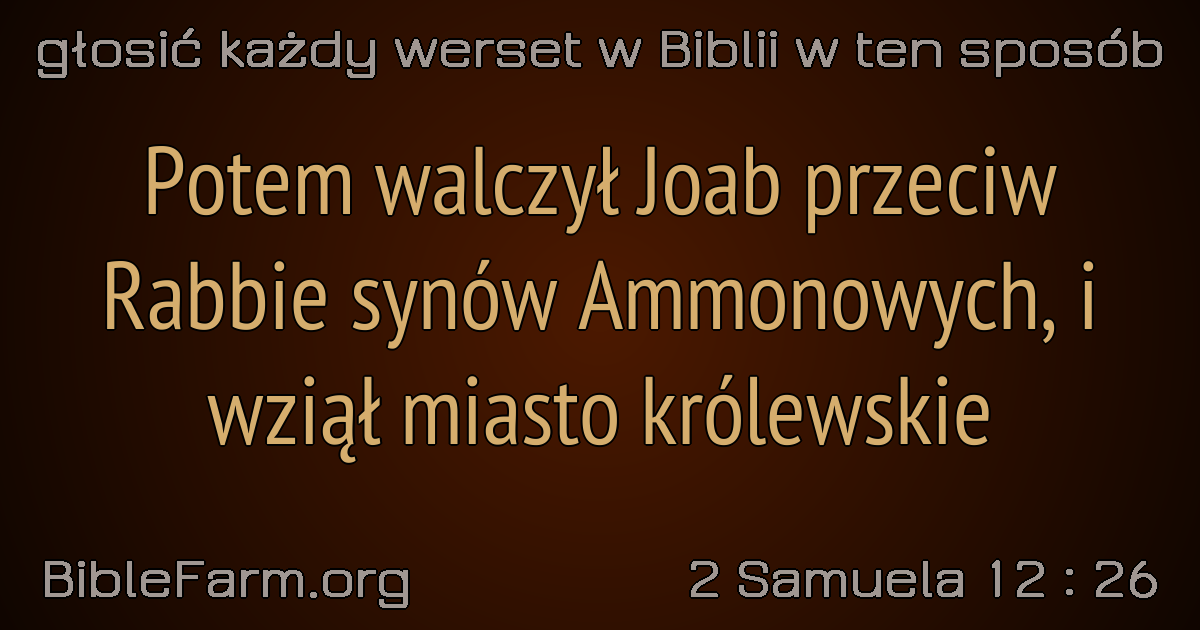 głosić każdy werset w Biblii w ten sposób
Potem walczył Joab przeciw
Rabbie synów Ammonowych, i
wziął miasto królewskie
BibleFarm.org
2 Samuela 12 : 26